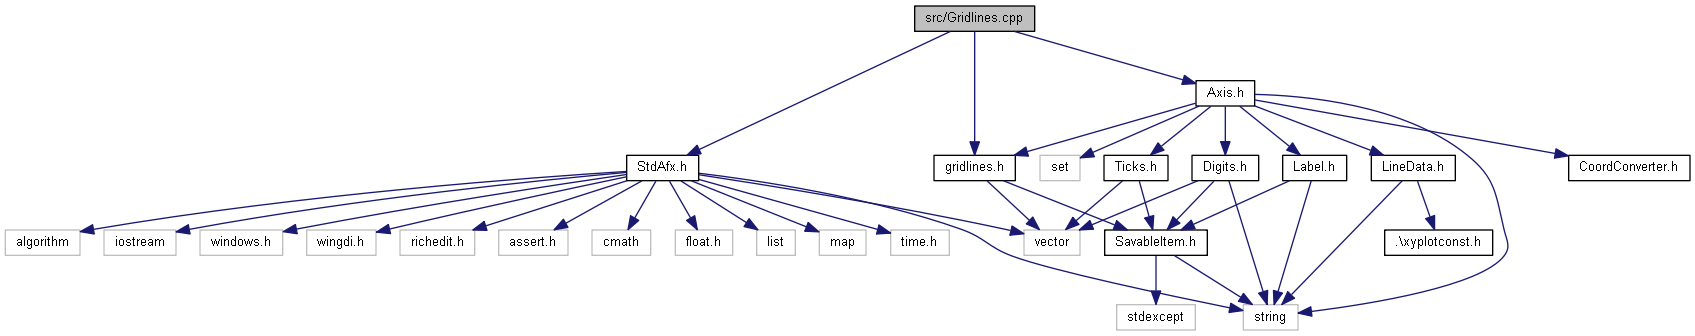 src/Gridlines.cpp
Axis.h
StdAfx.h
gridlines.h
set
Ticks.h
Digits.h
Label.h
LineData.h
CoordConverter.h
algorithm
iostream
windows.h
wingdi.h
richedit.h
assert.h
cmath
float.h
list
map
time.h
vector
SavableItem.h
.\xyplotconst.h
stdexcept
string